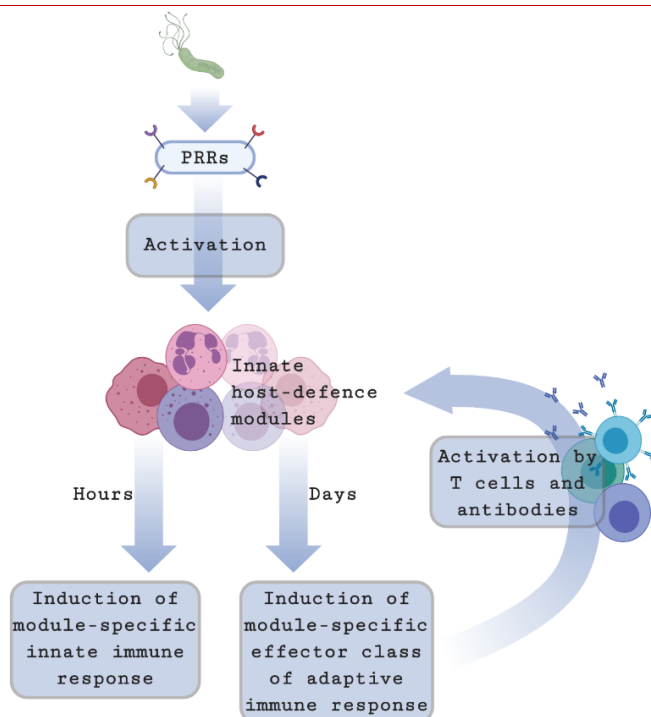 PRRs
Activation
Innate
host-defence
modules
Hours
Days
Activation by
T cells and
antibodies
Induction of
module-specific
innate immune
response
Induction of
module-specific
effector class
of adaptive
immune response